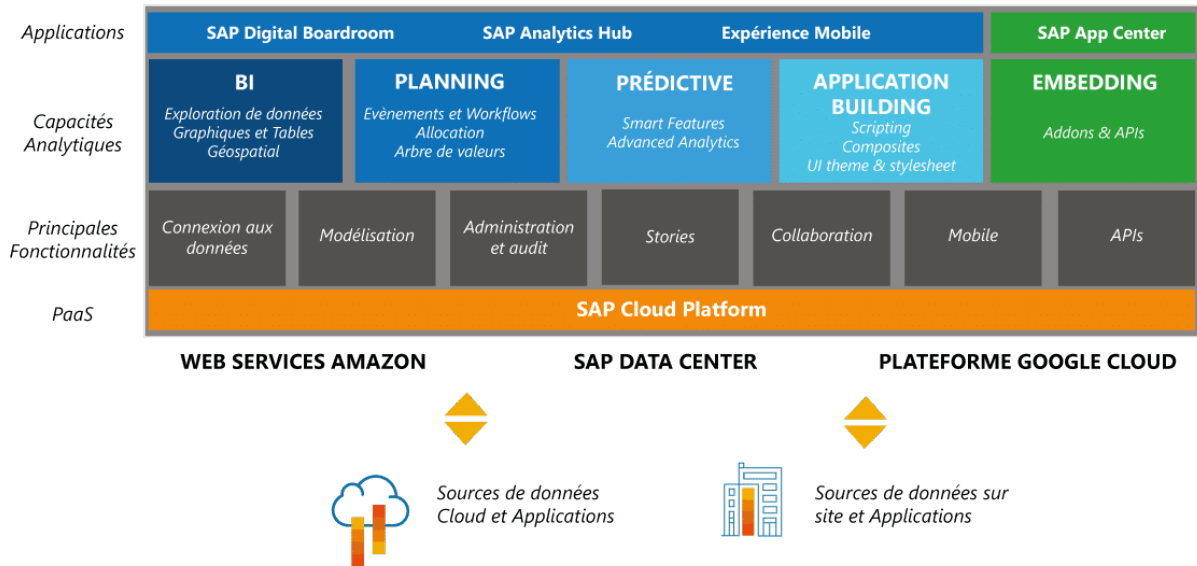 Applications
SAP Digital Boardroom
SAP Analytics Hub
Expérience Mobile
SAP App Center
Capacités
Analytiques
BI
Exploration de données
Graphiques et Tables
Géospatial
PLANNING
Evènements et Workflows
Allocation
Arbre de valeurs
PRÉDICTIVE
Smart Features
Advanced Analytics
APPLICATION
BUILDING
Scripting
Composites
UI theme & stylesheet
EMBEDDING
Addons & APIs
Principales
Fonctionnalités
Connexion aux
données
Modélisation
Administration
et audit
Stories
Collaboration
Mobile
APIs
PaaS
SAP Cloud Platform
WEB SERVICES AMAZON
SAP DATA CENTER
PLATEFORME GOOGLE CLOUD
Sources de données
Cloud et Applications
Sources de données sur
site et Applications